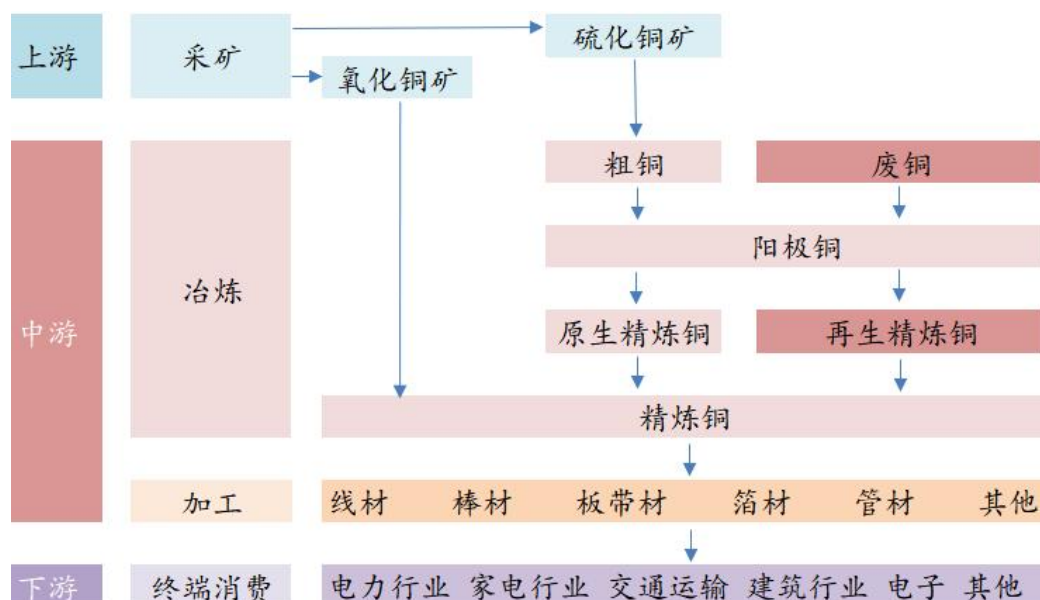 上游
采矿
硫化铜矿
氧化铜矿
中游
冶炼
粗铜
废铜
阳极铜
原生精炼铜
再生精炼铜
精炼铜
加工
线材 棒材 板带材 箔材 管材 其他
下游
终端消费
电力行业 家电行业 交通运输 建筑行业 电子 其他